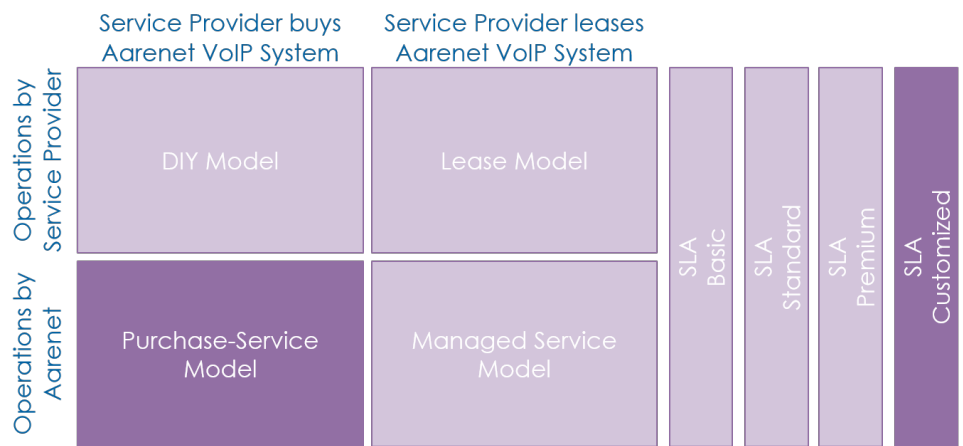 Service Provider buys
Aarenet VoIP System
Service Provider leases
Aarenet VoIP System
Operations by
Service Provider
DIY Model
Lease Model
Operations by
Aarenet
Purchase-Service
Model
Managed Service
Model
SLA
Basic
SLA
Standard
SLA
Premium
SLA
Customized